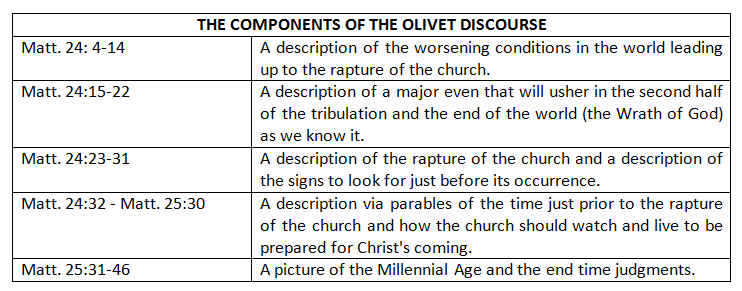 THE COMPONENTS OF THE OLIVET DISCOURSE
Matt. 24: 4-14
A description of the worsening conditions in the world leading
up to the rapture of the church.
Matt. 24:15-22
A description of a major even that will usher in the second half
of the tribulation and the end of the world (the Wrath of God)
as we know it.
Matt. 24:23-31
A description of the rapture of the church and a description of
the signs to look for just before its occurrence.
Matt. 24:32 - Matt. 25:30
A description via parables of the time just prior to the rapture
of the church and how the church should watch and live to be
prepared for Christ's coming.
Matt. 25:31-46
A picture of the Millennial Age and the end time judgments.